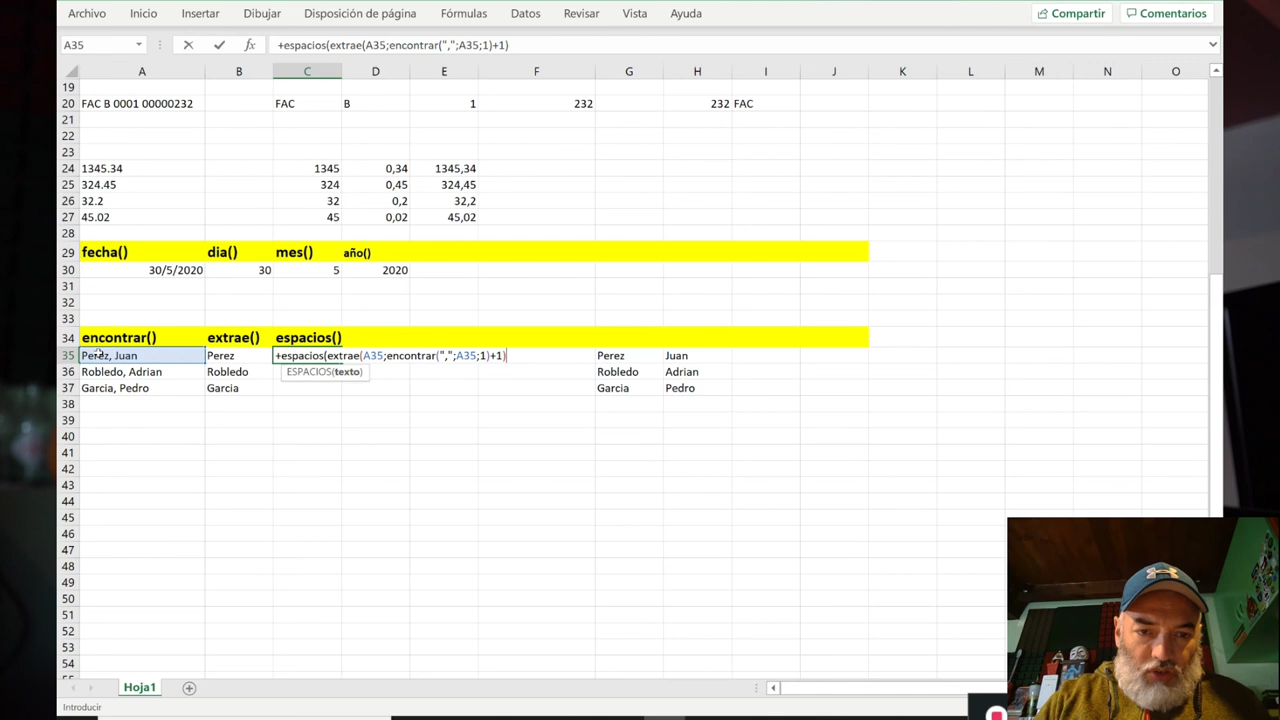 Archivo Inicio Insertar Dibujar Disposición de página Fórmulas Datos Revisar Vista Ayuda Compartir Comentarios
A35 fx +espacios(extrae(A35;encontrar(",";A35;1)+1)
A B C D E F G H I J K L M N O
19
20 FAC B 0001 00000232 FAC B 1 232 232 FAC
21
22
23
24 1345.34 1345 0,34 1345,34
25 324.45 324 0,45 324,45
26 32.2 32 0,2 32,2
27 45.02 45 0,02 45,02
28
29 fecha() dia() mes() año()
30 30/5/2020 30 5 2020
31
32
33
34 encontrar() extrae() espacios()
35 Perez, Juan Perez +espacios(extrae(A35;encontrar(",";A35;1)+1) Perez Juan
36 Robledo, Adrian Robledo ESPACIOS(texto) Robledo Adrian
37 Garcia, Pedro Garcia Garcia Pedro
38
39
40
41
42
43
44
45
46
47
48
49
50
51
52
53
54
Hoja1
Introducir